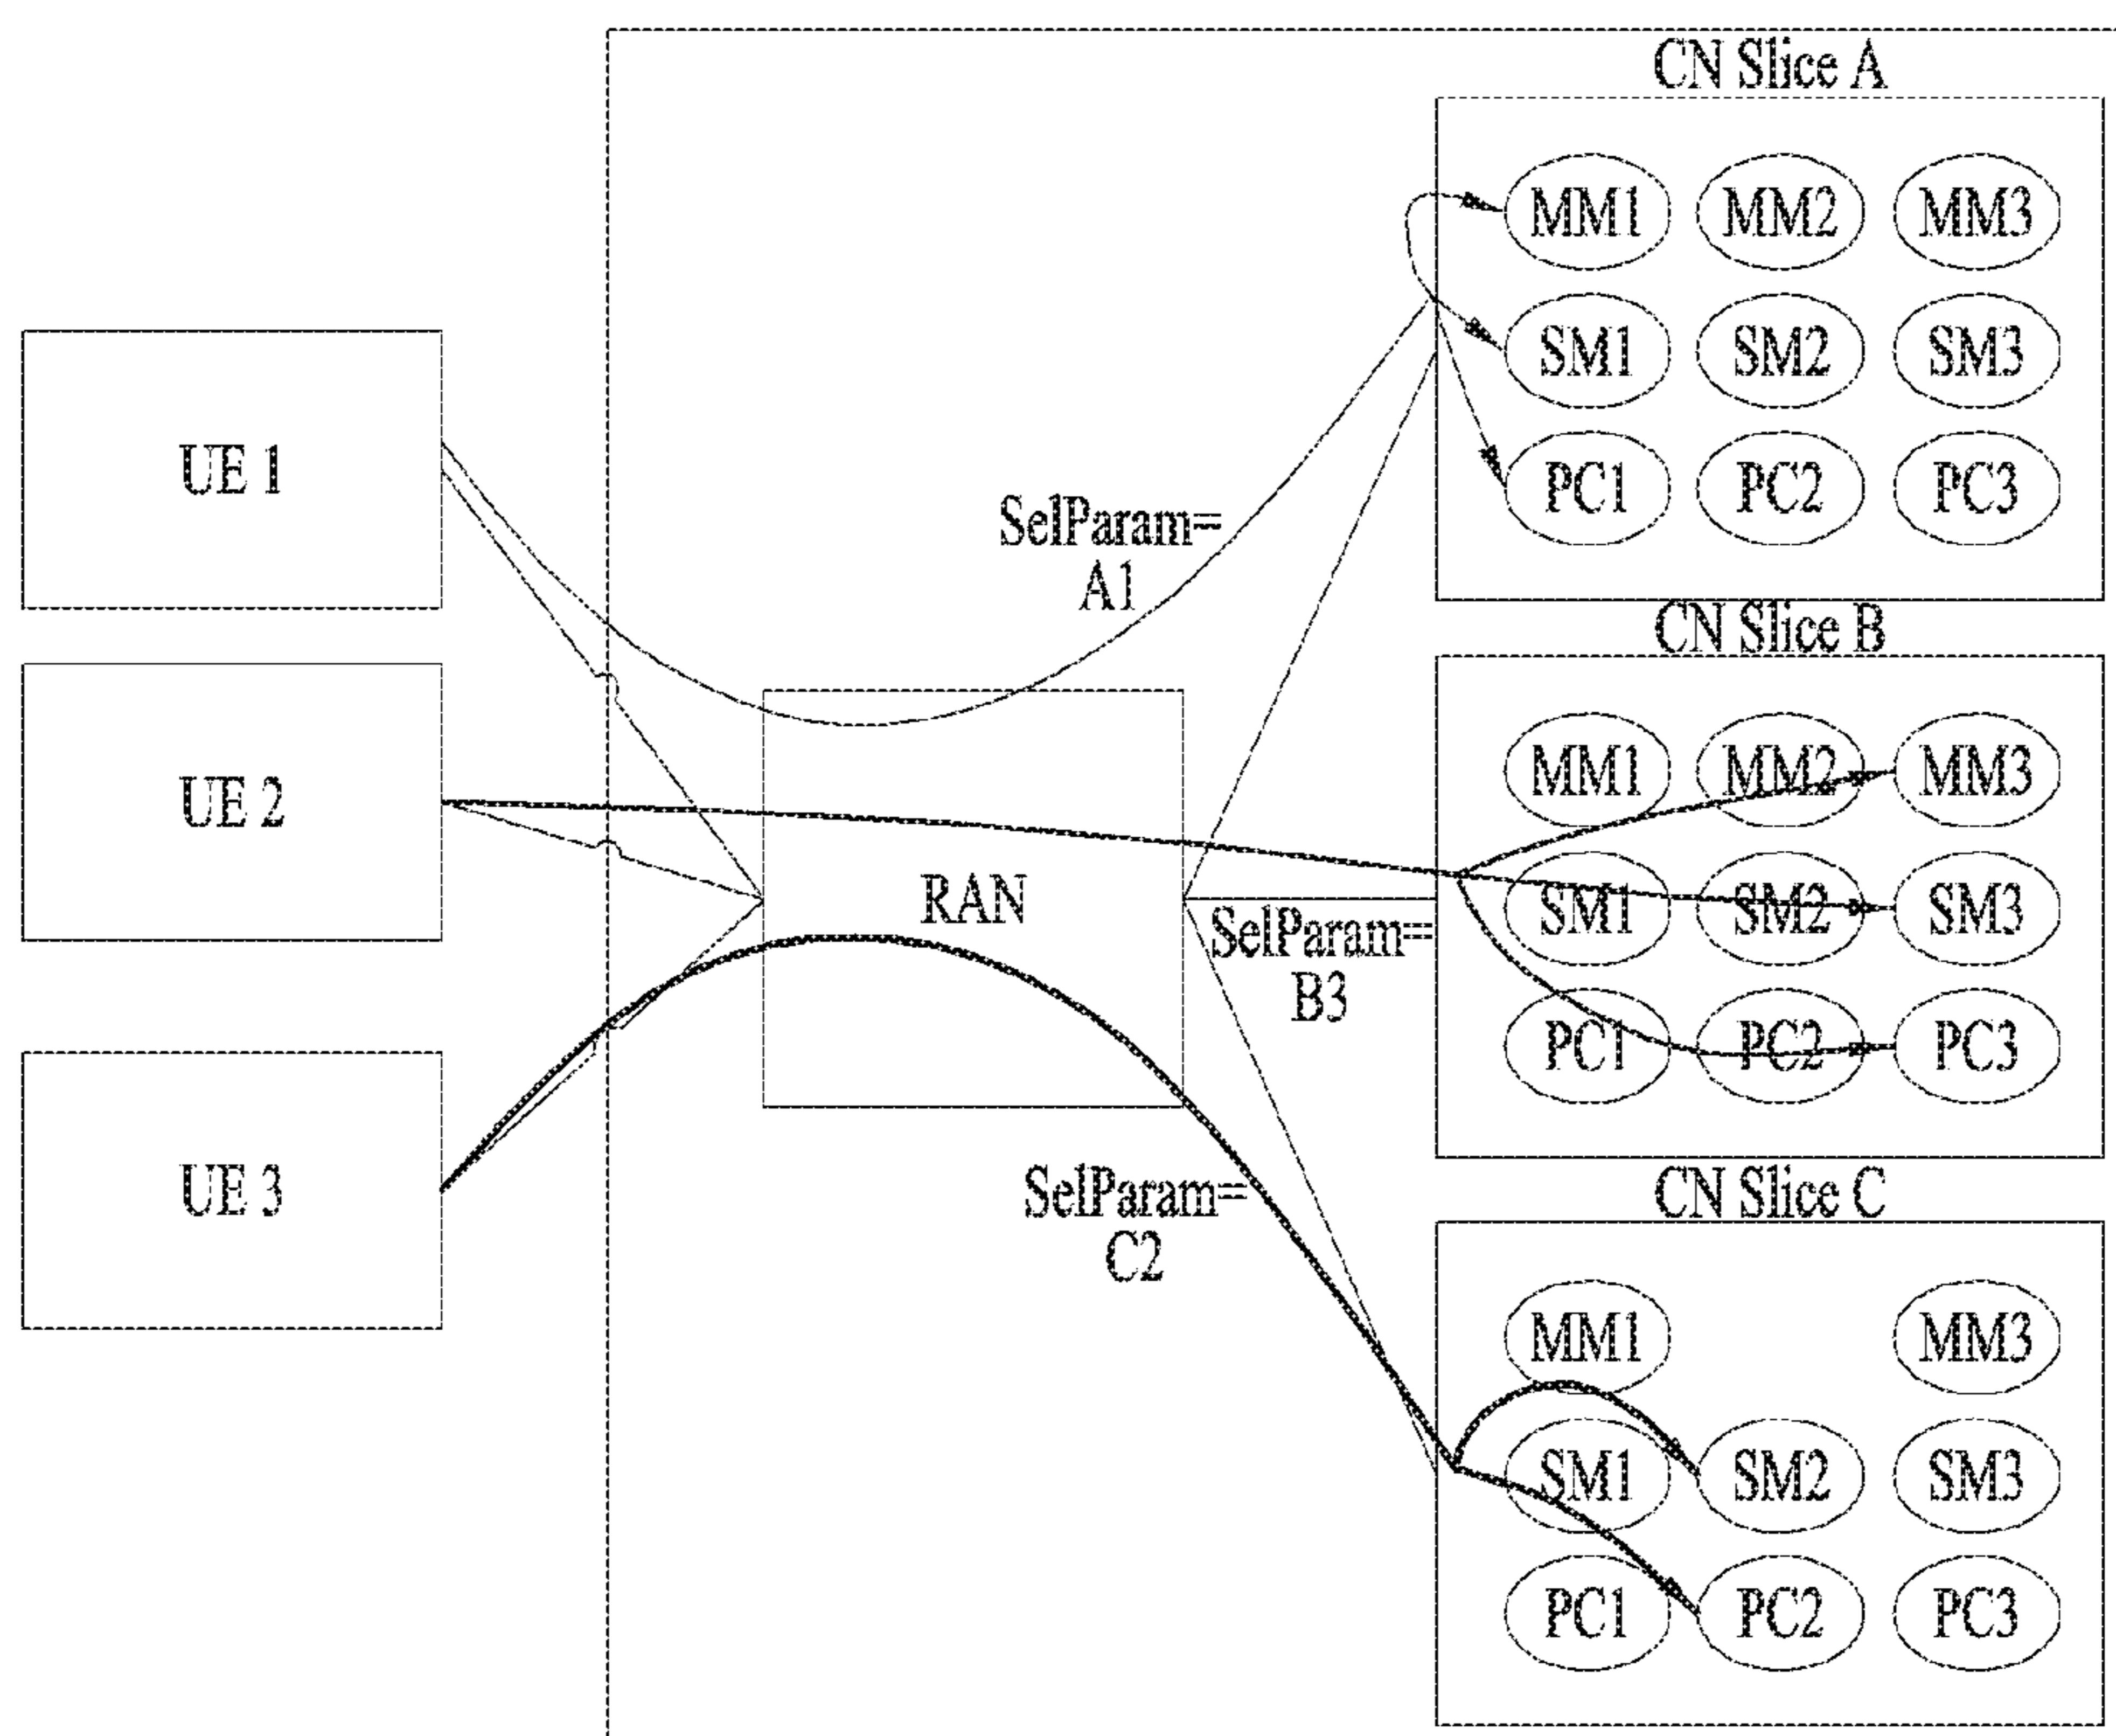 CN Slice A
MM1 MM2 MM3
SM1 SM2 SM3
PC1 PC2 PC3
UE 1
SelParam=
A1
CN Slice B
MM1 MM2 MM3
SM1 SM2 SM3
PC1 PC2 PC3
UE 2
RAN
SelParam=
B3
UE 3
SelParam=
C2
CN Slice C
MM1 MM3
SM1 SM2 SM3
PC1 PC2 PC3